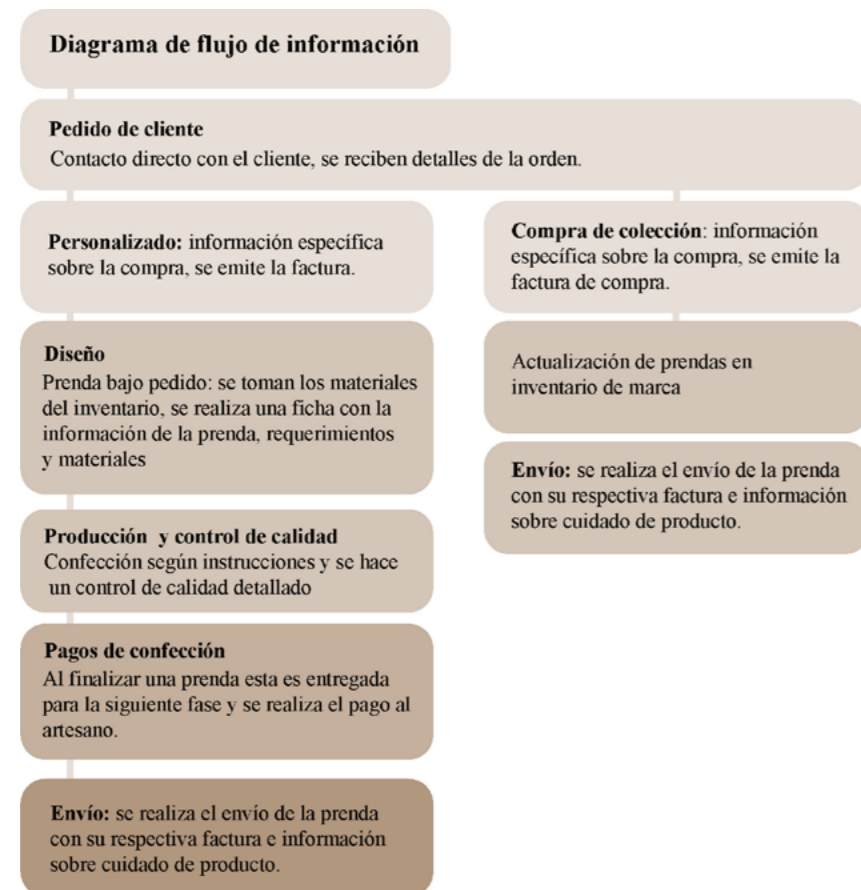 Diagrama de flujo de información
Pedido de cliente
Contacto directo con el cliente, se reciben detalles de la orden.
Personalizado: información específica
sobre la compra, se emite la factura.
Diseño
Prenda bajo pedido: se toman los materiales
del inventario, se realiza una ficha con la
información de la prenda, requerimientos
y materiales
Producción y control de calidad
Confección según instrucciones y se hace
un control de calidad detallado
Pagos de confección
Al finalizar una prenda esta es entregada
para la siguiente fase y se realiza el pago al
artesano.
Envío: se realiza el envío de la prenda
con su respectiva factura e información
sobre cuidado de producto.
Compra de colección: información
específica sobre la compra, se emite la
factura de compra.
Actualización de prendas en
inventario de marca
Envío: se realiza el envío de la prenda
con su respectiva factura e información
sobre cuidado de producto.